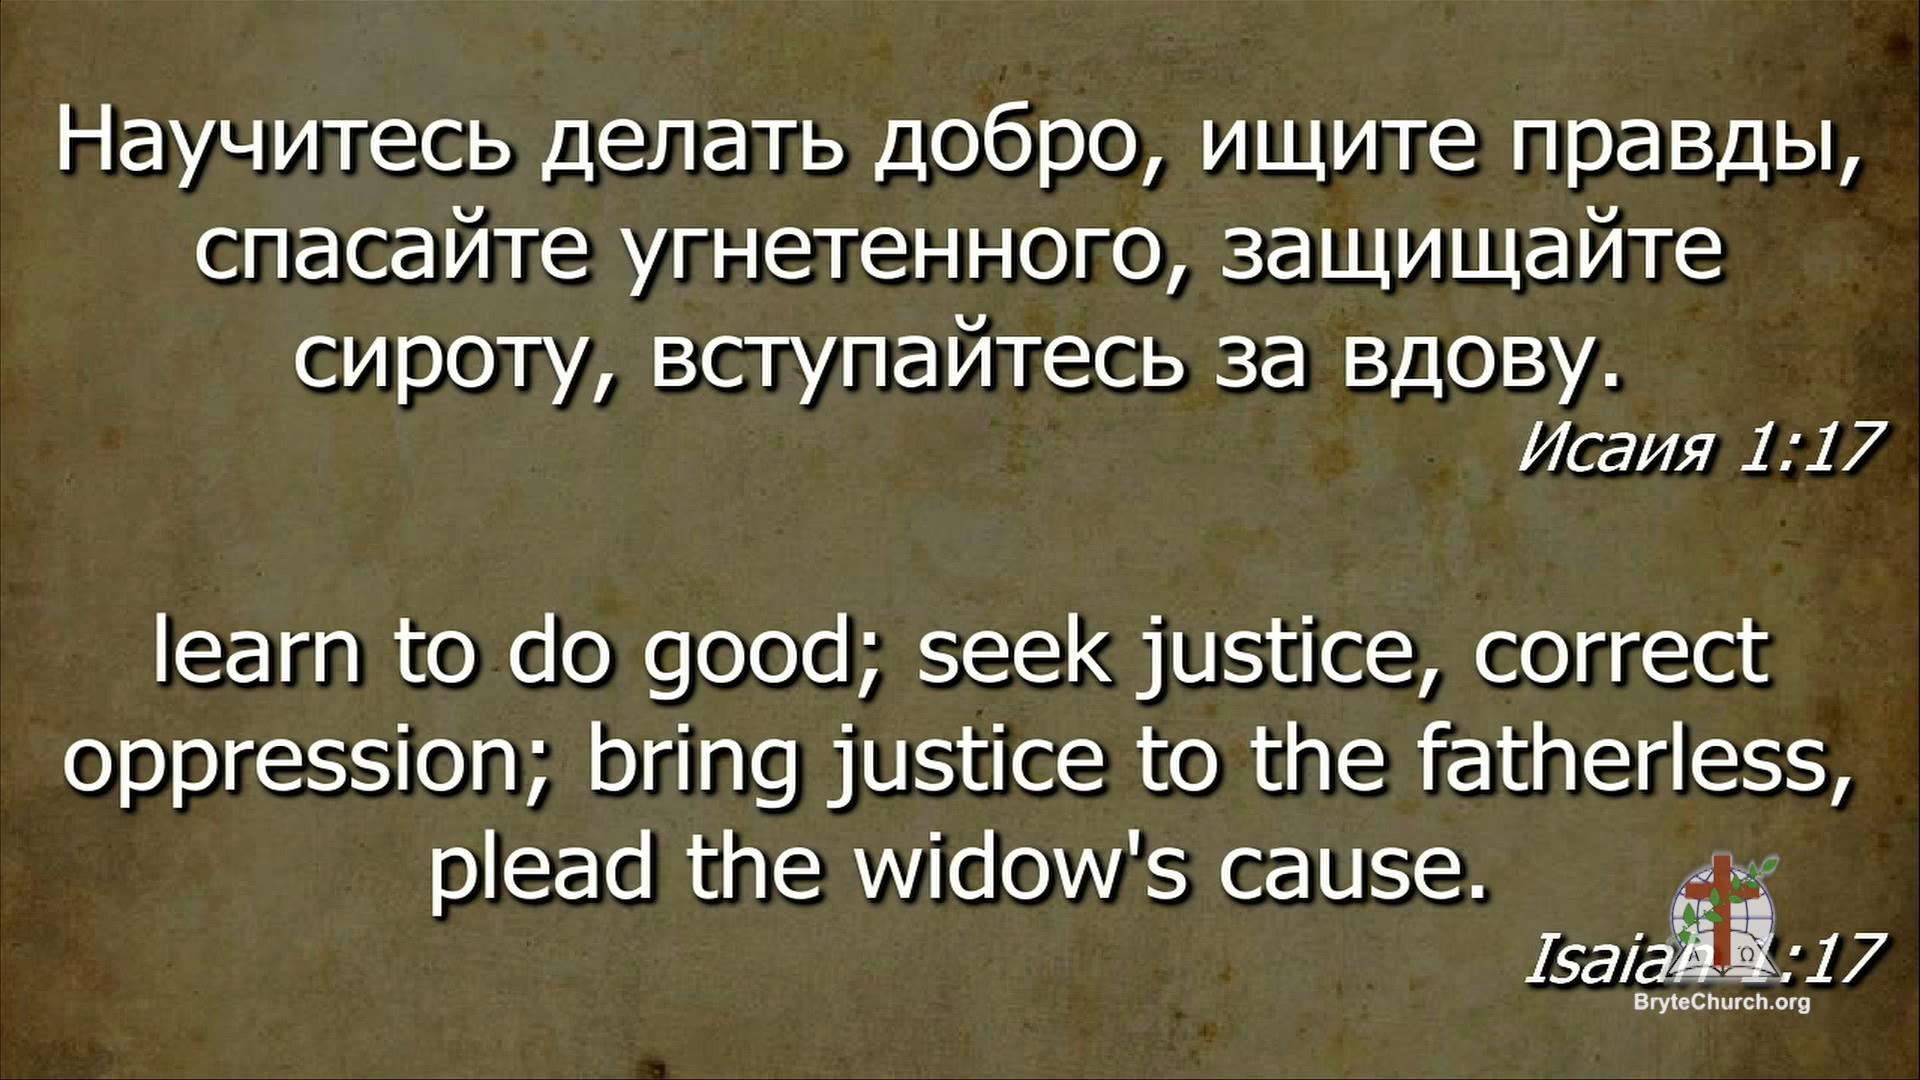 Научитесь делать добро, ищите правды,
спасайте угнетенного, защищайте
сироту, вступайтесь за вдову.
Исаия 1:17
learn to do good; seek justice, correct
oppression; bring justice to the fatherless,
plead the widow's cause.
Isaiah 1:17
Α Ω
BryteChurch.org